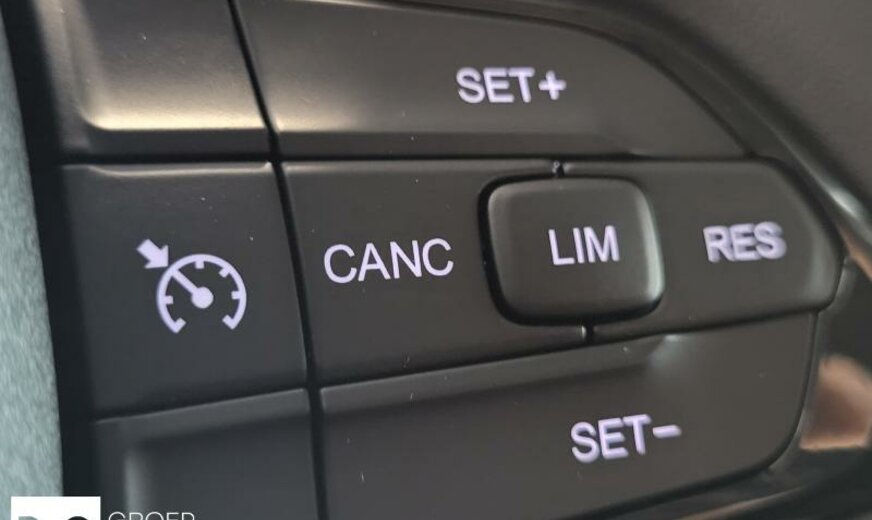 SET+
CANC LIM RES
SET-
GROEP